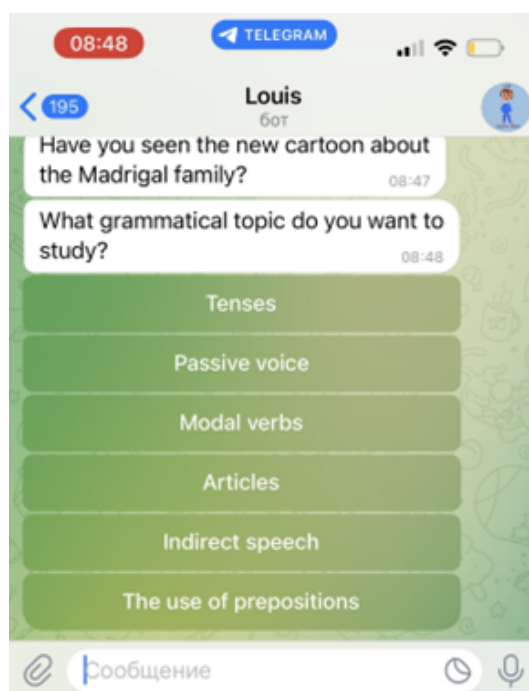 08:48 TELEGRAM
195 Louis
бот
Have you seen the new cartoon about
the Madrigal family? 08:47
What grammatical topic do you want to
study? 08:48
Tenses
Passive voice
Modal verbs
Articles
Indirect speech
The use of prepositions
Сообщение